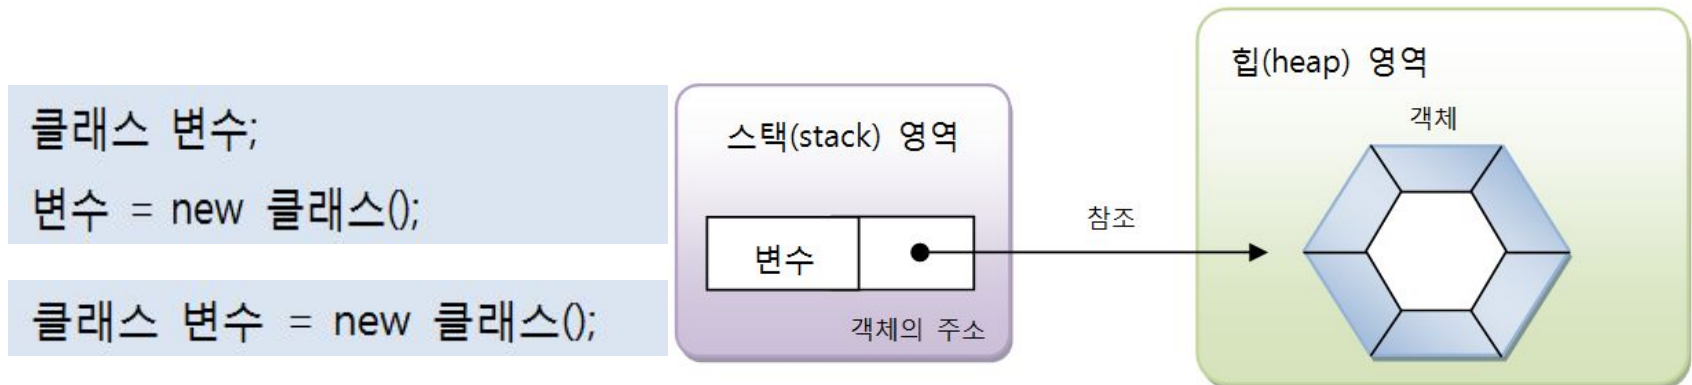 클래스 변수;
변수 = new 클래스();
클래스 변수 = new 클래스();
스택(stack) 영역
변수
객체의 주소
참조
힙(heap) 영역
객체